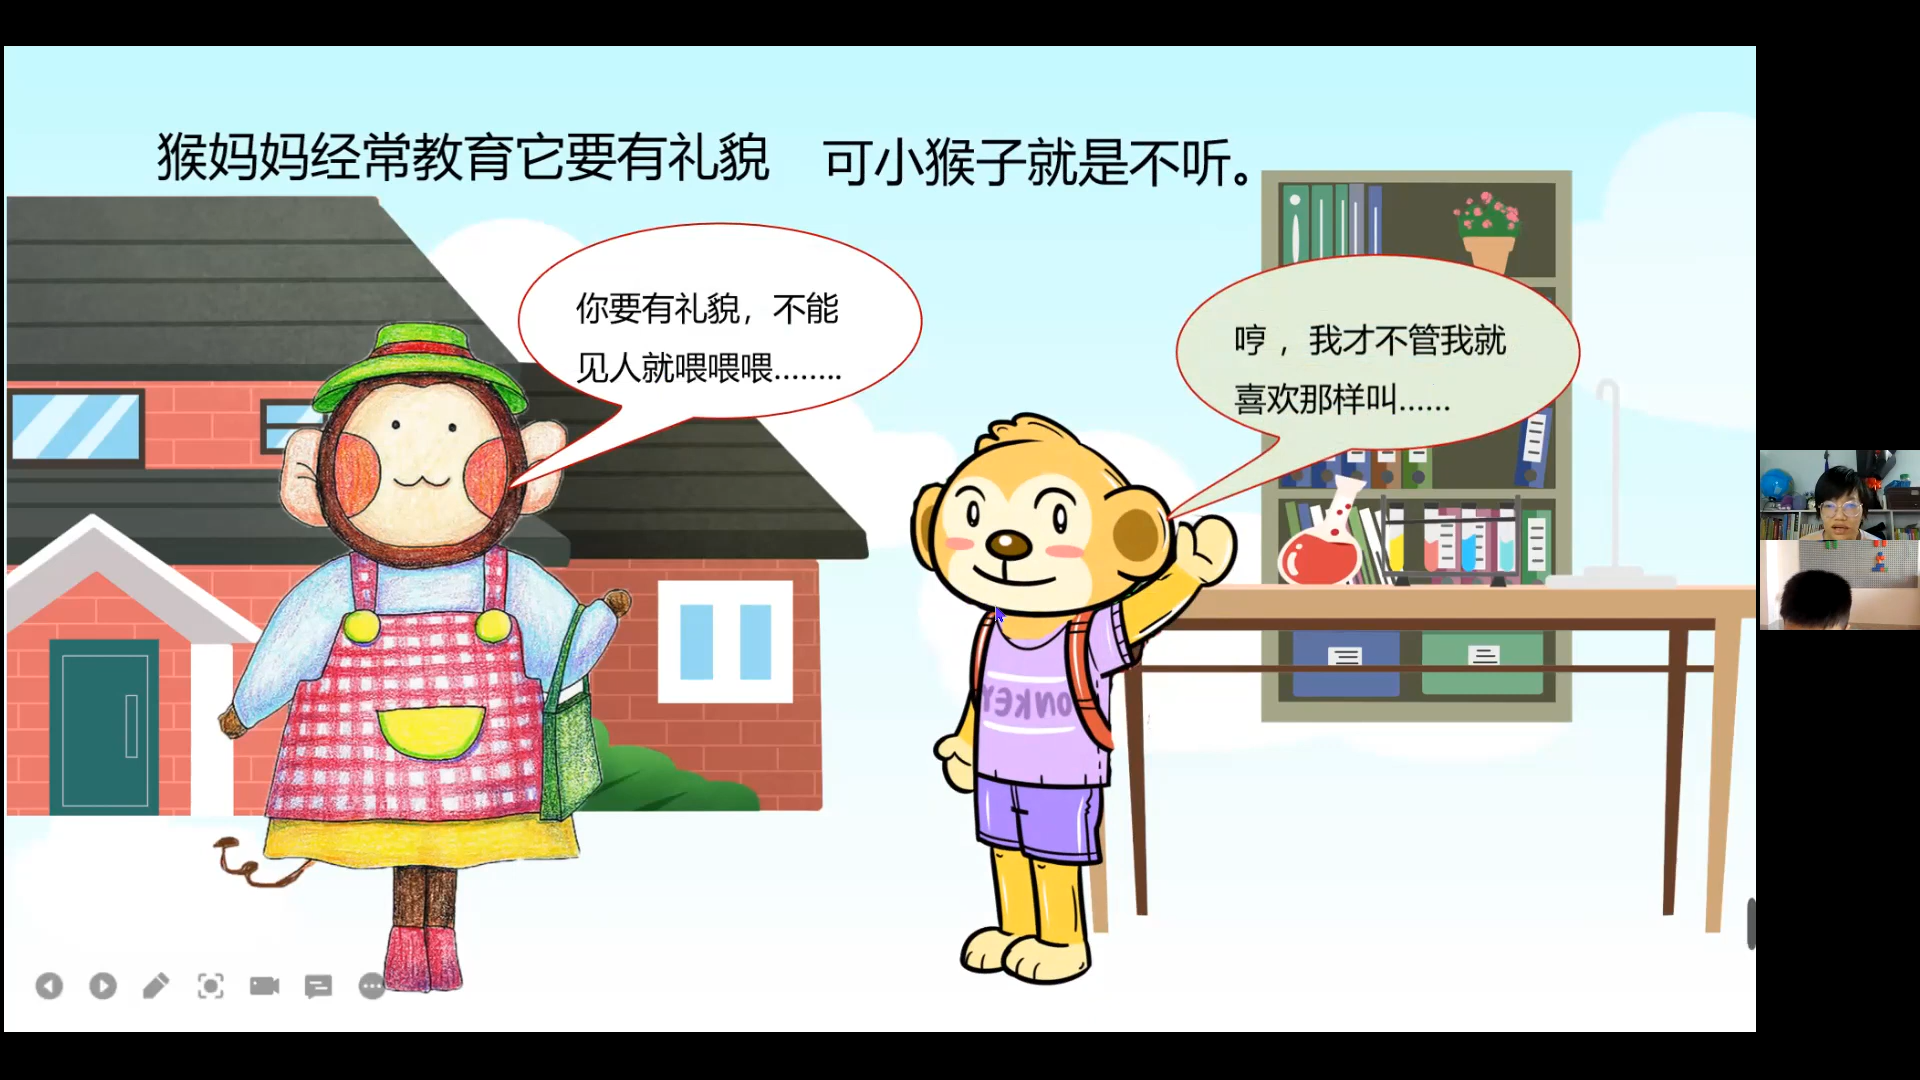 猴妈妈经常教育它要有礼貌
可小猴子就是不听。
你要有礼貌，不能
见人就喂喂喂........
哼 ，我才不管我就
喜欢那样叫......
MONKEY